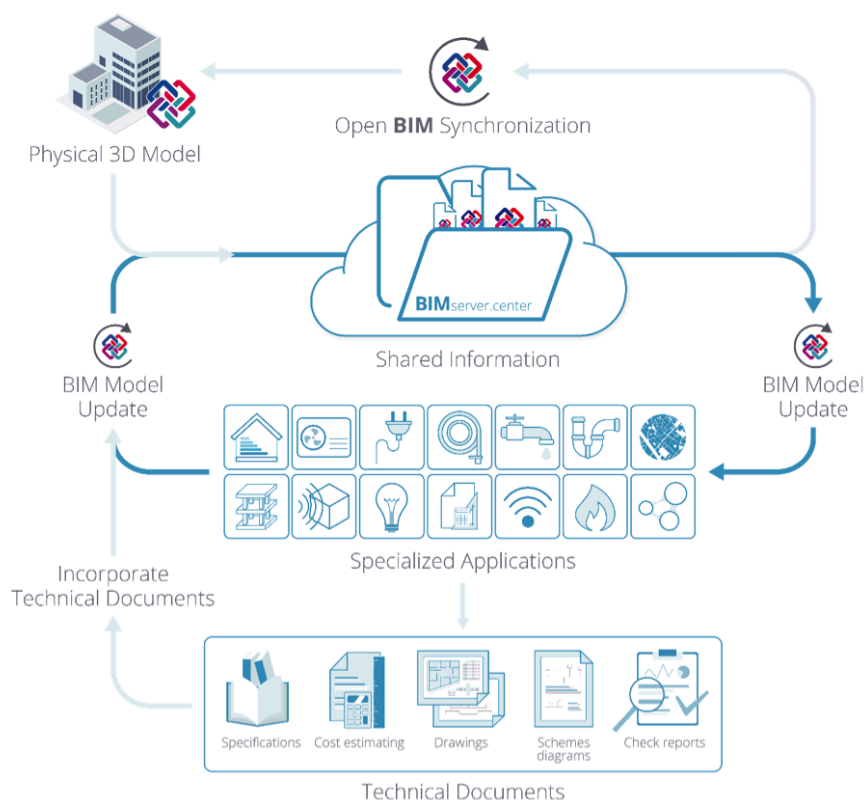 Open BIM Synchronization
Physical 3D Model
BIMserver.center
Shared Information
BIM Model
Update
BIM Model
Update
Specialized Applications
Incorporate
Technical Documents
Specifications
Cost estimating
Drawings
Schemes
diagrams
Check reports
Technical Documents